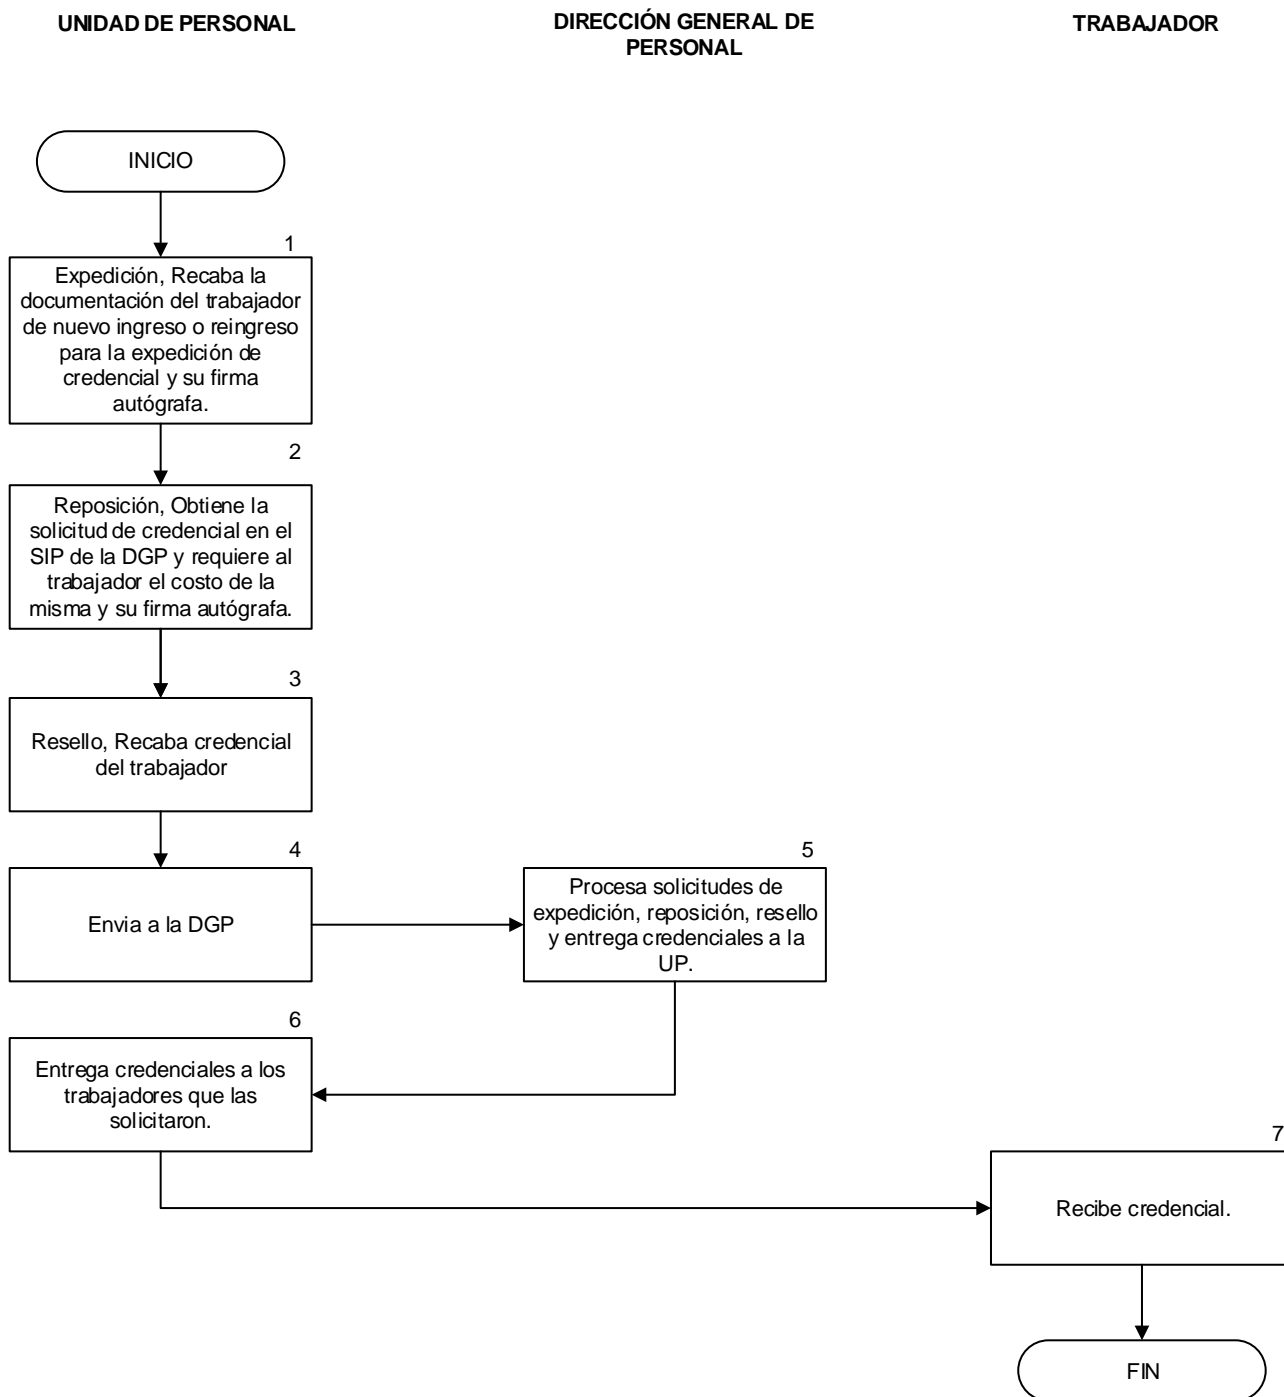 UNIDAD DE PERSONAL
DIRECCIÓN GENERAL DE
PERSONAL
TRABAJADOR
INICIO
1
Expedición, Recaba la
documentación del trabajador
de nuevo ingreso o reingreso
para la expedición de
credencial y su firma
autógrafa.
2
Reposición, Obtiene la
solicitud de credencial en el
SIP de la DGP y requiere al
trabajador el costo de la
misma y su firma autógrafa.
3
Resello, Recaba credencial
del trabajador
4
Envia a la DGP
5
Procesa solicitudes de
expedición, reposición, resello
y entrega credenciales a la
UP.
6
Entrega credenciales a los
trabajadores que las
solicitaron.
7
Recibe credencial.
FIN